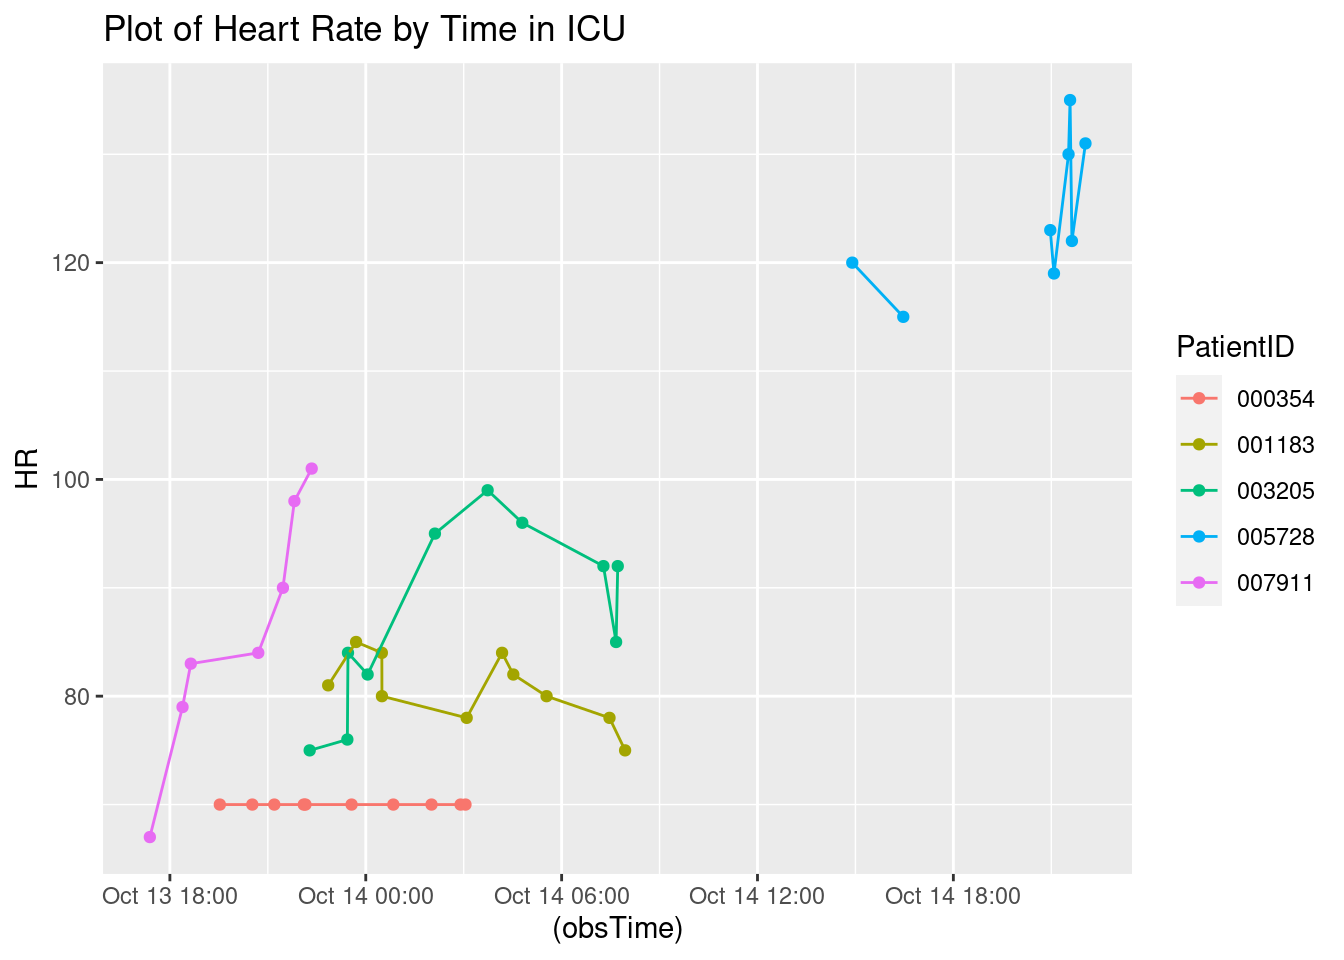 Plot of Heart Rate by Time in ICU
HR
120
100
80
Oct 13 18:00
Oct 14 00:00
Oct 14 06:00
Oct 14 12:00
Oct 14 18:00
(obsTime)
PatientID
000354
001183
003205
005728
007911